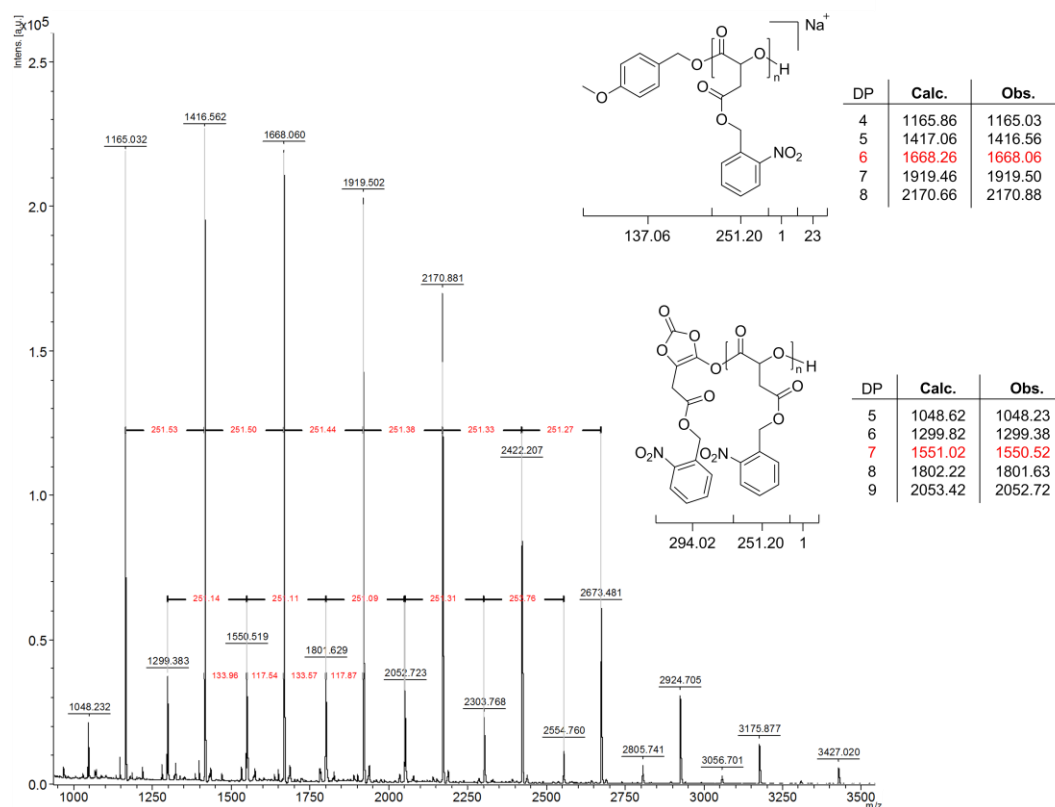 Intens. [a.u.]
x10⁵
2.5
2.0
1.5
1.0
0.5
0.0
1000
1250
1500
1750
2000
2250
2500
2750
3000
3250
3500
m/z
1048.232
1165.032
1299.383
1416.562
1550.519
1668.060
1801.629
1919.502
2052.723
2170.881
2303.768
2422.207
2554.760
2673.481
2805.741
2924.705
3056.701
3175.877
3427.020
251.53
251.50
251.44
251.38
251.33
251.27
251.14
251.11
251.09
251.31
133.96
117.54
133.57
117.87
Na⁺
O
O
O
H
n
O
O
O
NO₂
137.06
251.20
1
23
DP Calc. Obs.
4 1165.86 1165.03
5 1417.06 1416.56
6 1668.26 1668.06
7 1919.46 1919.50
8 2170.66 2170.88
O
O
O
O
O
O
H
n
O
O
O
O
O₂N
NO₂
294.02
251.20
1
DP Calc. Obs.
5 1048.62 1048.23
6 1299.82 1299.38
7 1551.02 1550.52
8 1802.22 1801.63
9 2053.42 2052.72